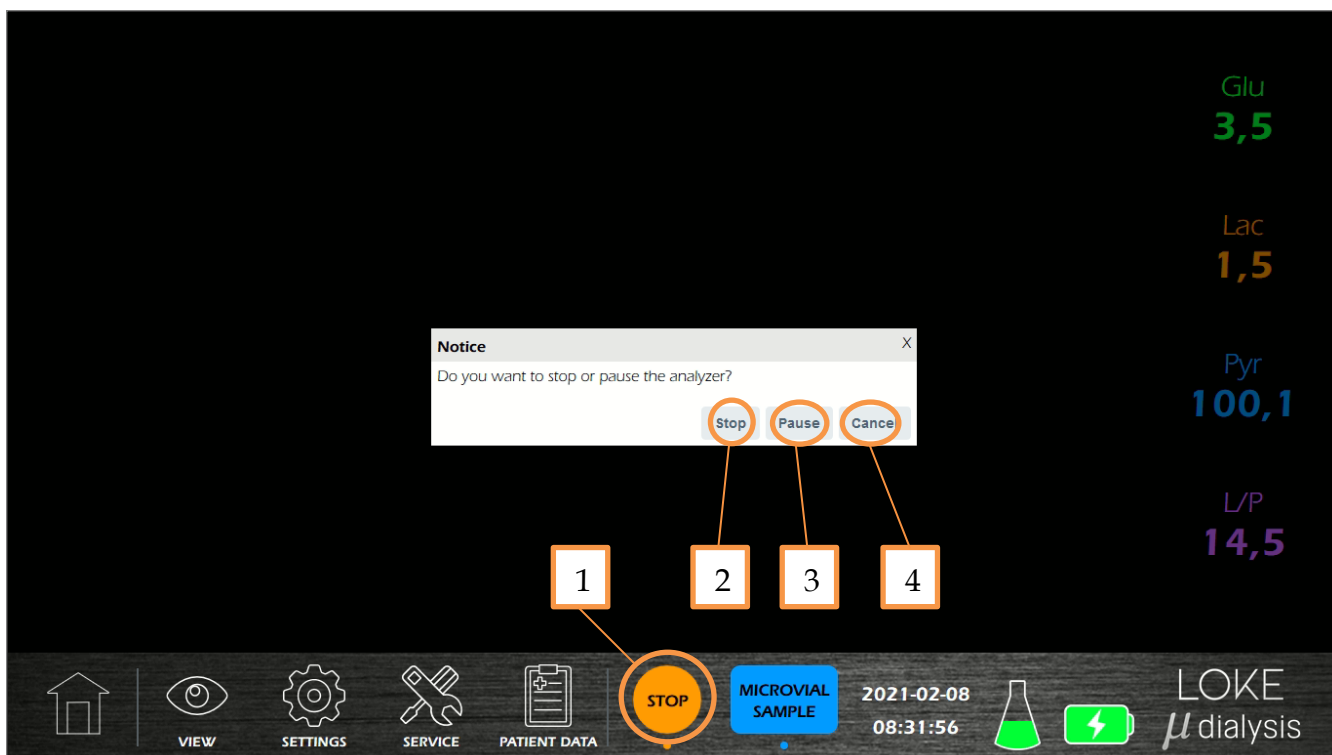 Glu
3,5
Lac
1,5
Notice X
Do you want to stop or pause the analyzer?
Stop Pause Cance
Pyr
100,1
L/P
14,5
1 2 3 4
VIEW
SETTINGS
SERVICE
PATIENT DATA
STOP
MICROVIAL
SAMPLE
2021-02-08
08:31:56
LOKE
μ dialysis